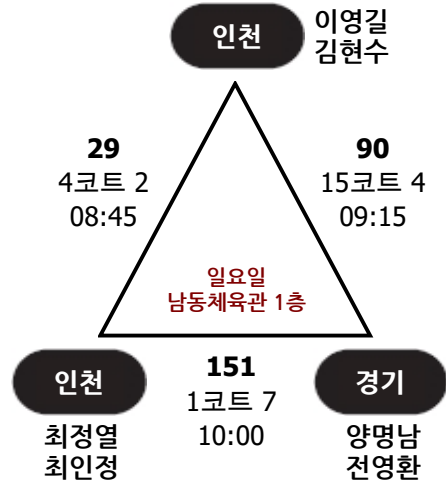 인천
이영길
김현수
29
4코트 2
08:45
90
15코트 4
09:15
일요일
남동체육관 1층
인천
최정열
최인정
151
1코트 7
10:00
경기
양명남
전영환